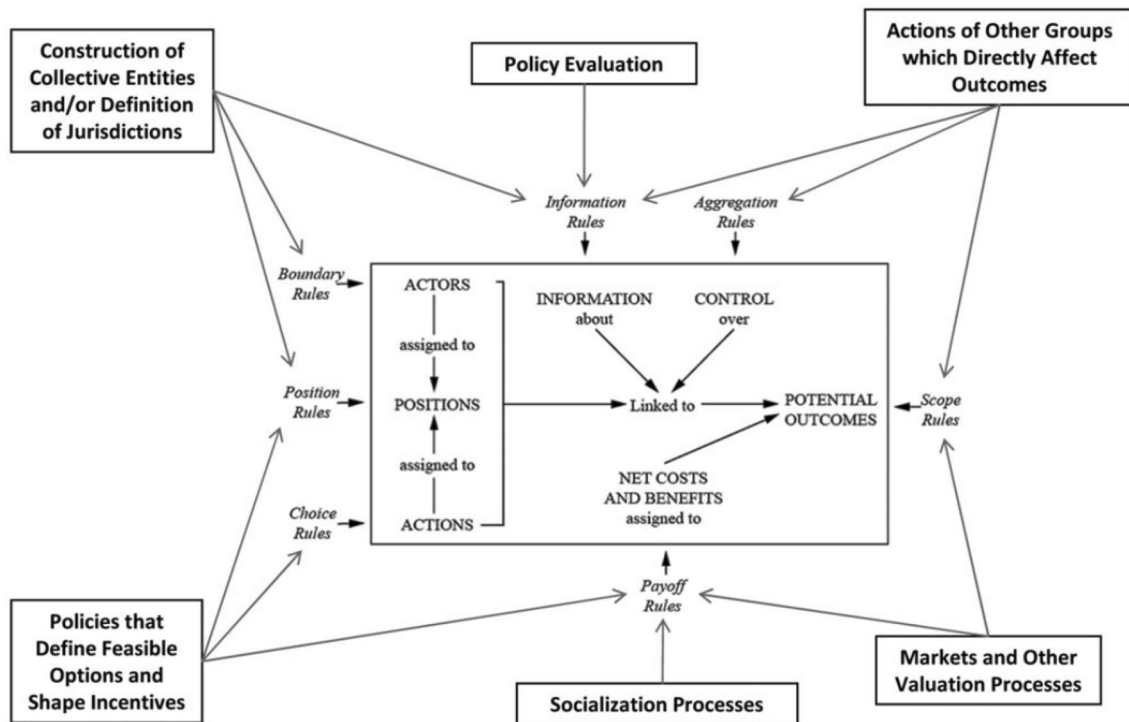 Construction of
Collective Entities
and/or Definition
of Jurisdictions
Policy Evaluation
Actions of Other Groups
which Directly Affect
Outcomes
Information
Rules
Aggregation
Rules
Boundary
Rules
ACTORS
INFORMATION
about
CONTROL
over
assigned to
Position
Rules
POSITIONS
Linked to
POTENTIAL
OUTCOMES
Scope
Rules
assigned to
NET COSTS
AND BENEFITS
assigned to
Choice
Rules
ACTIONS
Payoff
Rules
Policies that
Define Feasible
Options and
Shape Incentives
Socialization Processes
Markets and Other
Valuation Processes